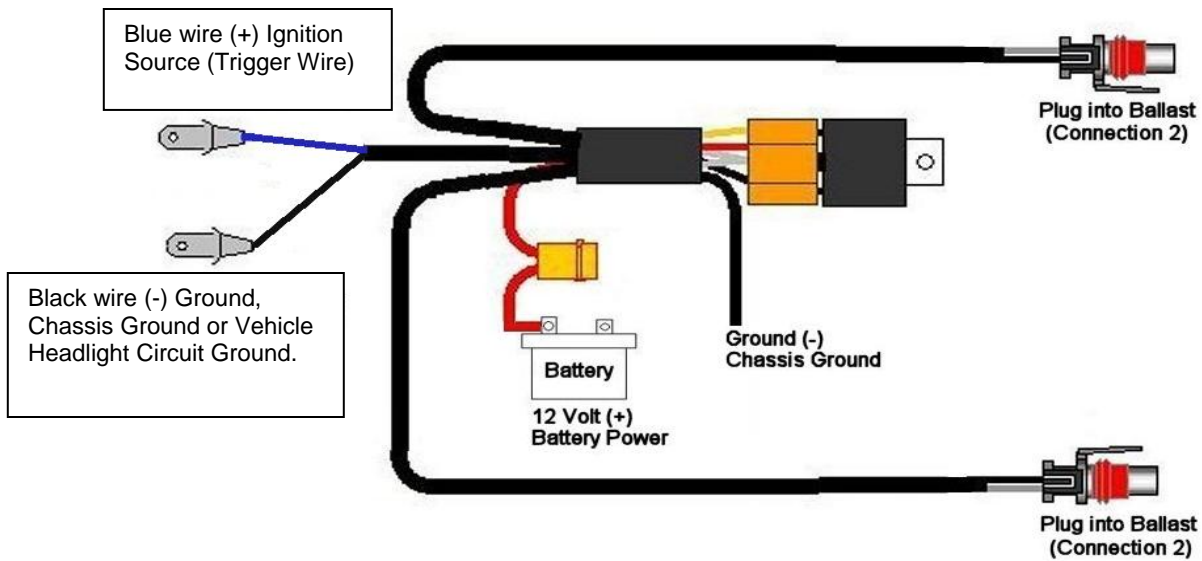 Blue wire (+) Ignition
Source (Trigger Wire)
Plug into Ballast
(Connection 2)
Black wire (-) Ground,
Chassis Ground or Vehicle
Headlight Circuit Ground.
Ground (-)
Chassis Ground
Battery
12 Volt (+)
Battery Power
Plug into Ballast
(Connection 2)